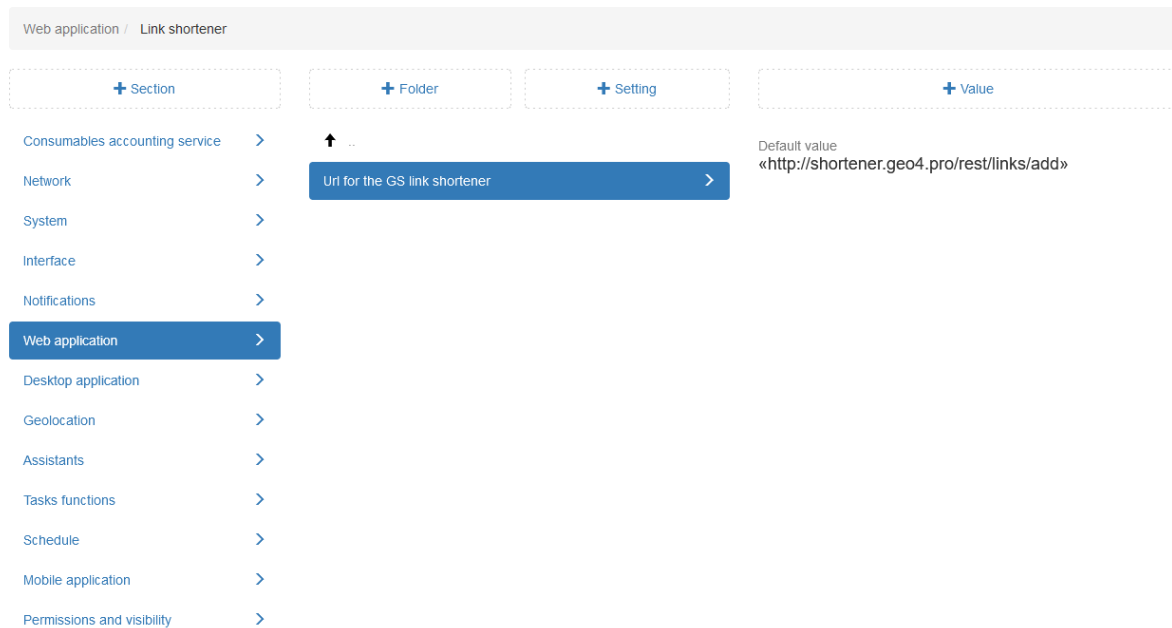 Web application / Link shortener
+ Section
+ Folder
+ Setting
+ Value
Consumables accounting service
Network
System
Interface
Notifications
Web application
Desktop application
Geolocation
Assistants
Tasks functions
Schedule
Mobile application
Permissions and visibility
..
Url for the GS link shortener
Default value
«http://shortener.geo4.pro/rest/links/add»